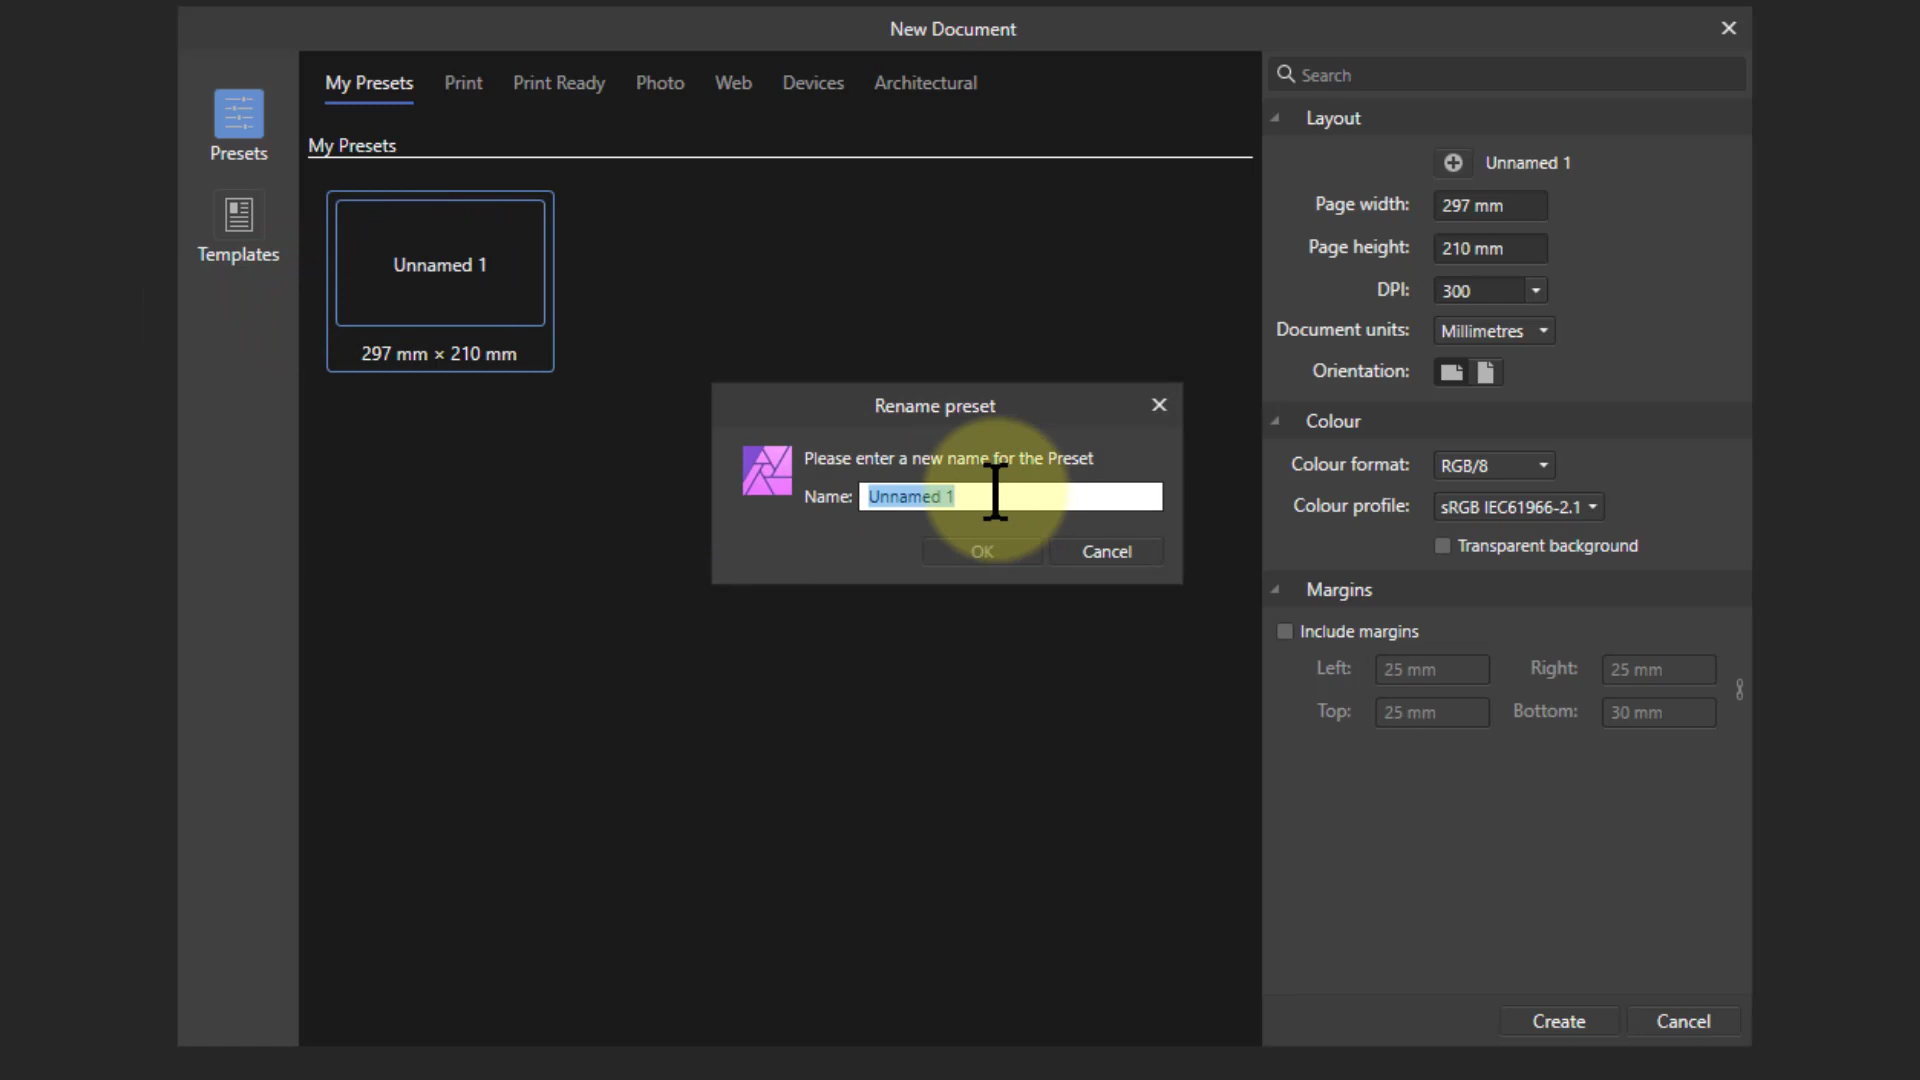 New Document
Presets
Templates
My Presets Print Print Ready Photo Web Devices Architectural
My Presets
Unnamed 1
297 mm × 210 mm
Rename preset
Please enter a new name for the Preset
Name: Unnamed 1
OK Cancel
Search
Layout
Unnamed 1
Page width: 297 mm
Page height: 210 mm
DPI: 300
Document units: Millimetres
Orientation:
Colour
Colour format: RGB/8
Colour profile: sRGB IEC61966-2.1
Transparent background
Margins
Include margins
Left: 25 mm Right: 25 mm
Top: 25 mm Bottom: 30 mm
Create Cancel